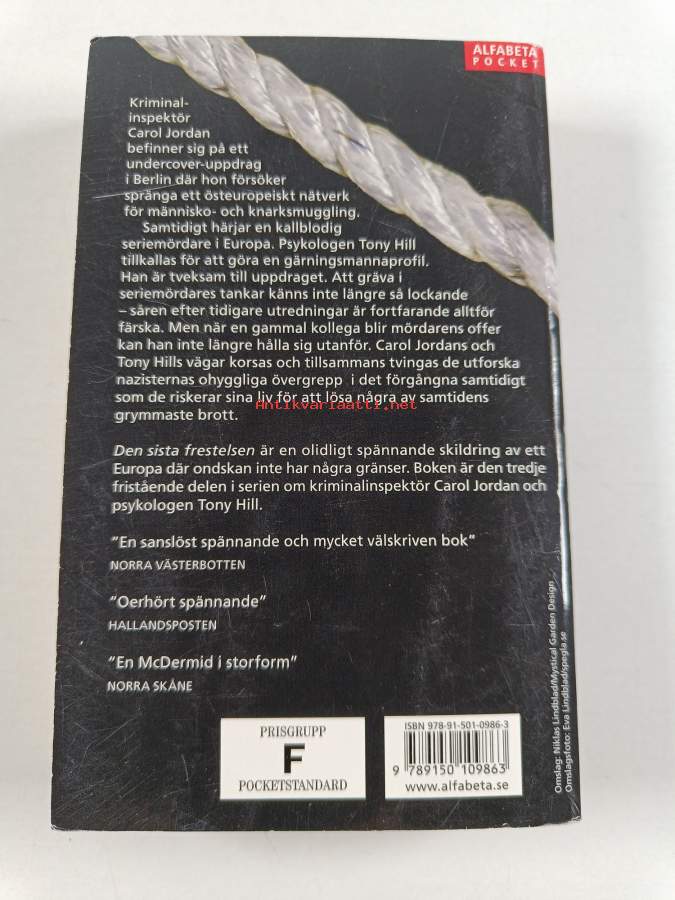 ALFABETA
POCKET
Kriminal-
inspektör
Carol Jordan
befinner sig på ett
undercover-uppdrag
i Berlin där hon försöker
spränga ett östeuropeiskt nätverk
för människo- och knarksmuggling.
Samtidigt härjar en kallblodig
seriemördare i Europa. Psykologen Tony Hill
tillkallas för att göra en gärningsmannaprofil.
Han är tveksam till uppdraget. Att gräva i
seriemördares tankar känns inte längre så lockande
– såren efter tidigare utredningar är fortfarande alltför
färska. Men när en gammal kollega blir mördarens offer
kan han inte längre hålla sig utanför. Carol Jordans och
Tony Hills vägar korsas och tillsammans tvingas de utforska
nazisternas ohyggliga övergrepp i det förgångna samtidigt
som de riskerar sina liv för att lösa några av samtidens
grymmaste brott.
Antikvariaatti.net
Den sista frestelsen är en olidligt spännande skildring av ett
Europa där ondskan inte har några gränser. Boken är den tredje
fristående delen i serien om kriminalinspektör Carol Jordan och
psykologen Tony Hill.
”En sanslöst spännande och mycket välskriven bok”
NORRA VÄSTERBOTTEN
”Oerhört spännande”
HALLANDSPOSTEN
”En McDermid i storform”
NORRA SKÅNE
PRISGRUPP
F
POCKETSTANDARD
ISBN 978-91-501-0986-3
9 789150 109863
www.alfabeta.se
Omslag: Niklas Lindblad/Mystical Garden Design
Omslagsfoto: Eva Lindblad/spegla.se